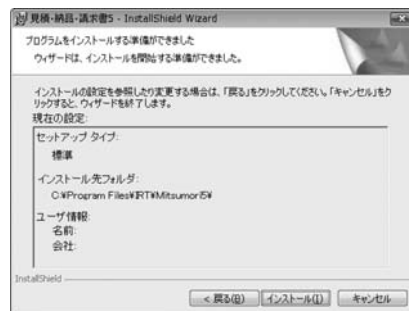 見積・納品・請求書5 - InstallShield Wizard
プログラムをインストールする準備ができました
ウィザードは、インストールを開始する準備ができました。
インストールの設定を参照したり変更する場合は、「戻る」をクリックしてください。「キャンセル」をク
リックすると、ウィザードを終了します。
現在の設定:
セットアップ タイプ:
標準
インストール先フォルダ:
C:¥Program Files¥IRT¥Mitsumori5¥
ユーザ情報:
名前:
会社:
InstallShield
< 戻る(B)
インストール(I)
キャンセル